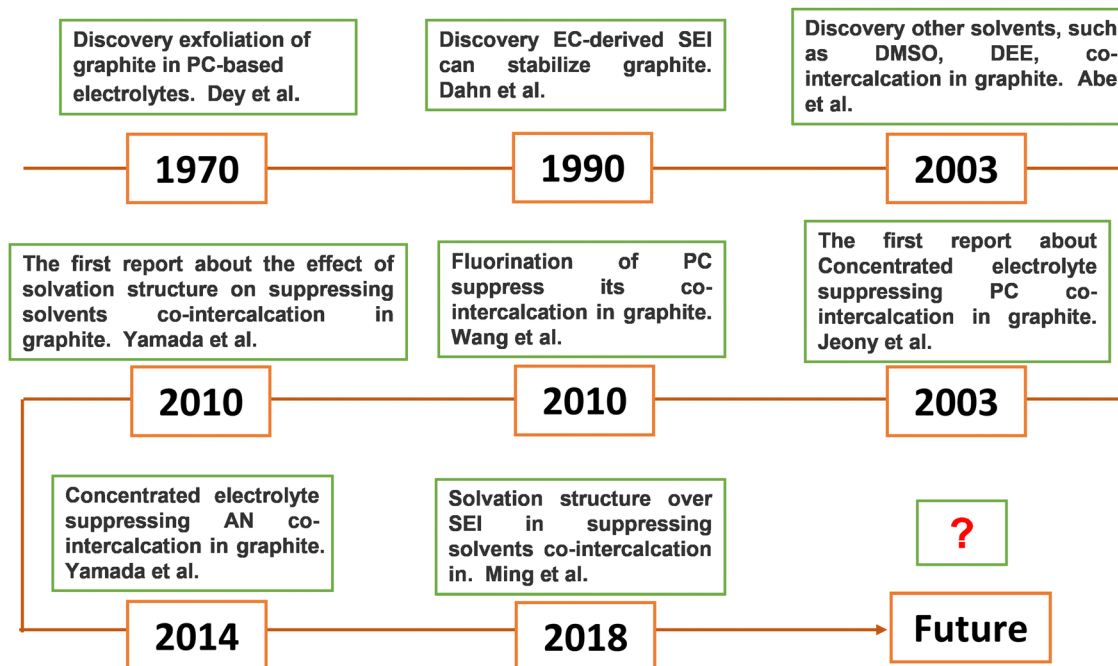 Discovery exfoliation of
graphite in PC-based
electrolytes. Dey et al.
1970
Discovery EC-derived SEI
can stabilize graphite.
Dahn et al.
1990
Discovery other solvents, such
as DMSO, DEE, co-
intercalcation in graphite. Abe
et al.
2003
The first report about the effect of
solvation structure on suppressing
solvents co-intercalcation in
graphite. Yamada et al.
2010
Fluorination of PC
suppress its co-
intercalcation in graphite.
Wang et al.
2010
The first report about
Concentrated electrolyte
suppressing PC co-
intercalcation in graphite.
Jeony et al.
2003
Concentrated electrolyte
suppressing AN co-
intercalcation in graphite.
Yamada et al.
2014
Solvation structure over
SEI in suppressing
solvents co-intercalcation
in. Ming et al.
2018
?
Future